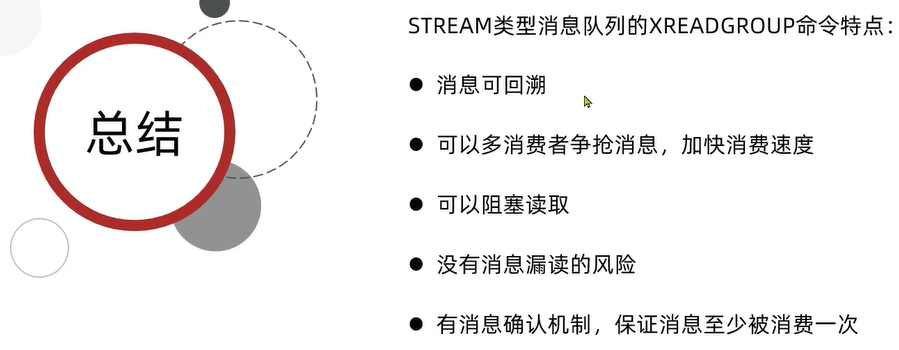 总结
STREAM类型消息队列的XREADGROUP命令特点：
● 消息可回溯
● 可以多消费者争抢消息，加快消费速度
● 可以阻塞读取
● 没有消息漏读的风险
● 有消息确认机制，保证消息至少被消费一次